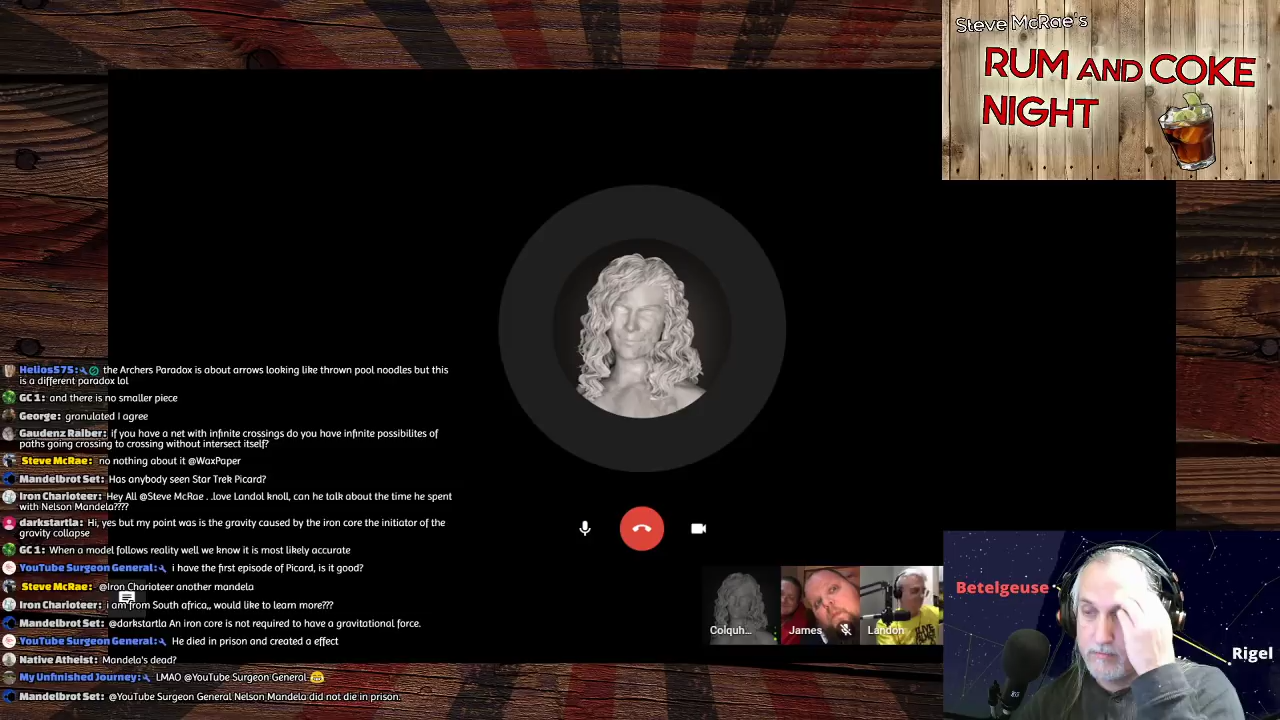 Steve McRae's
RUM AND COKE
NIGHT
Helios575: the Archers Paradox is about arrows looking like thrown pool noodles but this
is a different paradox lol
GC 1: and there is no smaller piece
George: granulated I agree
Gaudenz Raiber: if you have a net with infinite crossings do you have infinite possibilites of
paths going crossing to crossing without intersect itself?
Steve McRae: no nothing about it @WaxPaper
Mandelbrot Set: Has anybody seen Star Trek Picard?
Iron Charioteer: Hey All @Steve McRae . .love Landol knoll, can he talk about the time he spent
with Nelson Mandela????
darkstartla: Hi, yes but my point was is the gravity caused by the iron core the initiator of the
gravity collapse
GC 1: When a model follows reality well we know it is most likely accurate
YouTube Surgeon General: i have the first episode of Picard, is it good?
Steve McRae: @Iron Charioteer another mandela
Iron Charioteer: i am from South africa,, would like to learn more???
Mandelbrot Set: @darkstartla An iron core is not required to have a gravitational force.
YouTube Surgeon General: He died in prison and created a effect
Native Atheist: Mandela's dead?
My Unfinished Journey: LMAO @YouTube Surgeon General
Mandelbrot Set: @YouTube Surgeon General Nelson Mandela did not die in prison.
Colquh...
James
Landon
Betelgeuse
Rigel